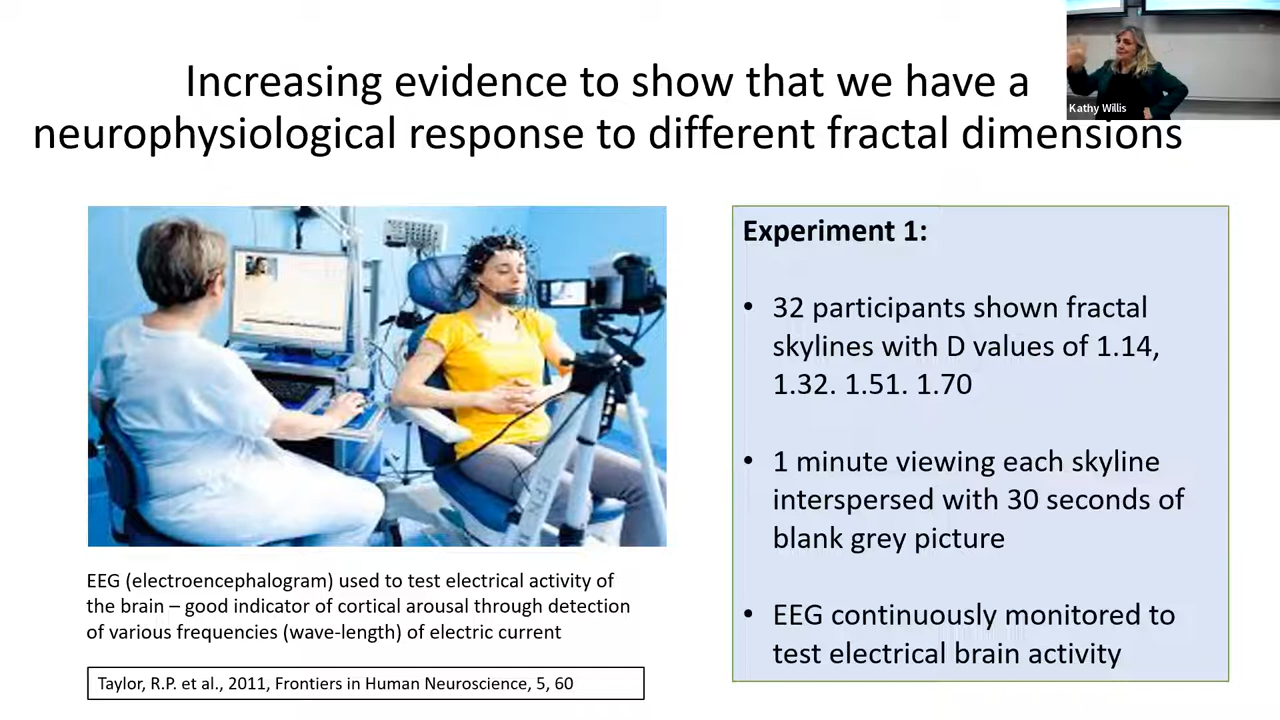 Increasing evidence to show that we have a
neurophysiological response to different fractal dimensions
Kathy Willis
Experiment 1:
• 32 participants shown fractal
skylines with D values of 1.14,
1.32. 1.51. 1.70
• 1 minute viewing each skyline
interspersed with 30 seconds of
blank grey picture
• EEG continuously monitored to
test electrical brain activity
EEG (electroencephalogram) used to test electrical activity of
the brain – good indicator of cortical arousal through detection
of various frequencies (wave-length) of electric current
Taylor, R.P. et al., 2011, Frontiers in Human Neuroscience, 5, 60